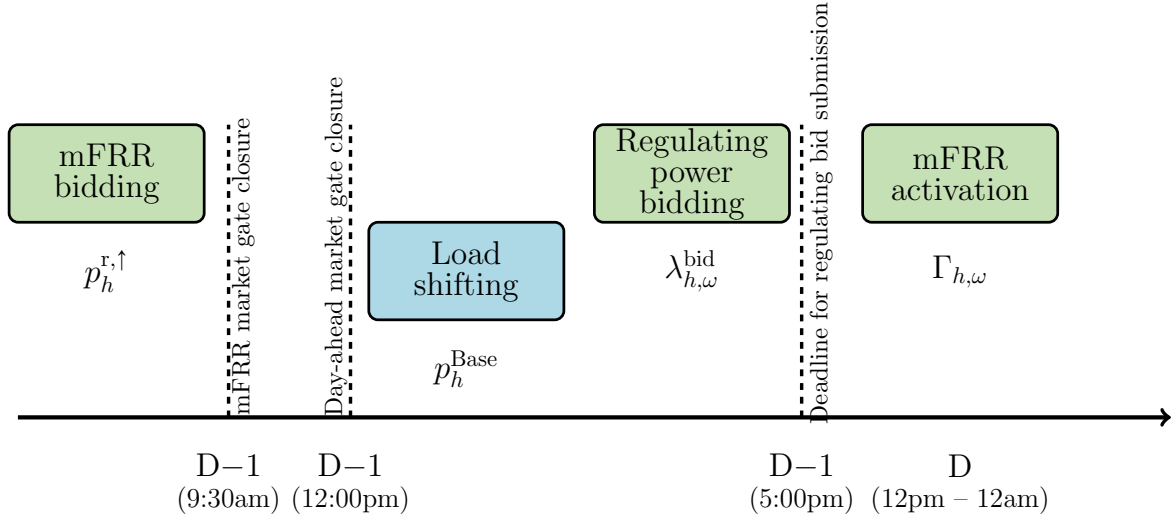 mFRR
bidding
mFRR market gate closure
Day-ahead market gate closure
Load
shifting
Regulating
power
bidding
Deadline for regulating bid submission
mFRR
activation
p_h^{r,↑}
p_h^{Base}
λ_{h,ω}^{bid}
Γ_{h,ω}
D−1
(9:30am)
D−1
(12:00pm)
D−1
(5:00pm)
D
(12pm – 12am)